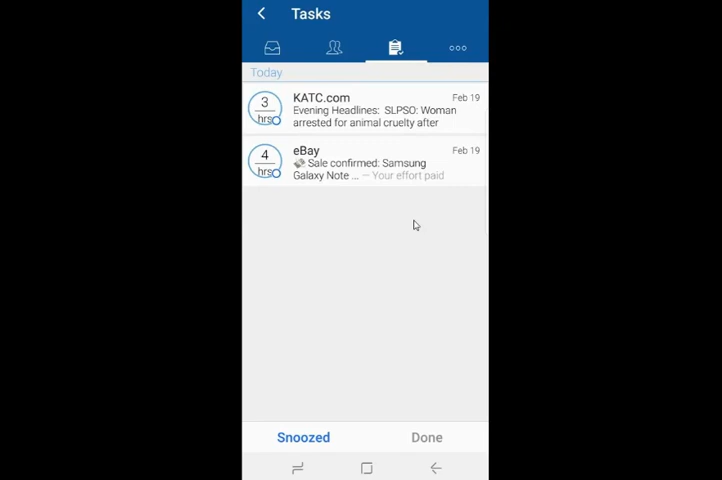 Tasks
Today
3
hrs
KATC.com
Feb 19
Evening Headlines: SLPSO: Woman
arrested for animal cruelty after
4
hrs
eBay
Feb 19
Sale confirmed: Samsung
Galaxy Note ... – Your effort paid
Snoozed
Done